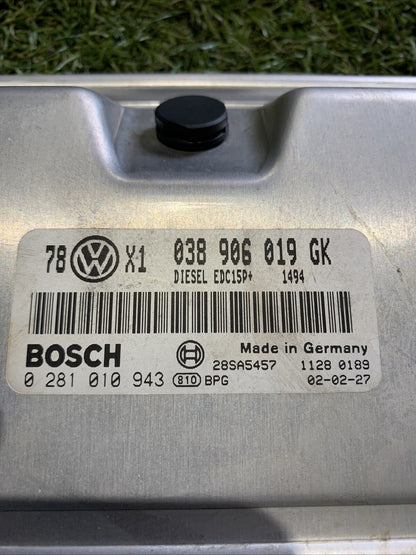 78 VW X1 038 906 019 GK
DIESEL EDC15P+ 1494
BOSCH Made in Germany
28SA5457 1128 0189
0 281 010 943 810 BPG 02-02-27